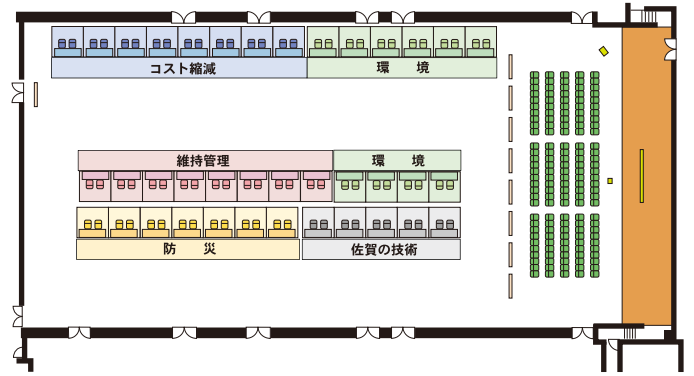 コスト縮減
環　境
維持管理
環　境
防　災
佐賀の技術